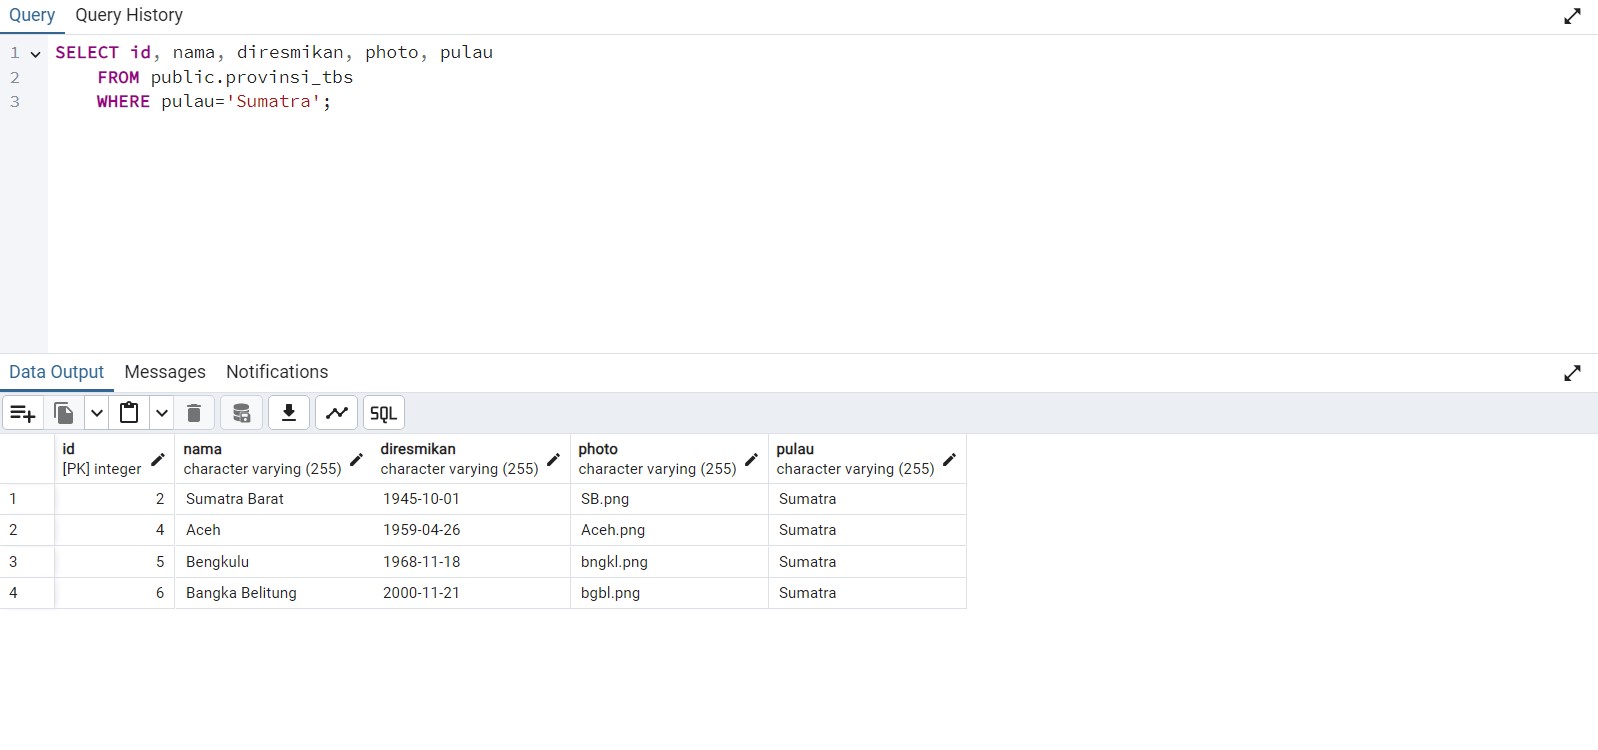 Query Query History
1 SELECT id, nama, diresmikan, photo, pulau
2 FROM public.provinsi_tbs
3 WHERE pulau='Sumatra';
Data Output Messages Notifications
SQL
id nama diresmikan photo pulau
[PK] integer character varying (255) character varying (255) character varying (255) character varying (255)
1 2 Sumatra Barat 1945-10-01 SB.png Sumatra
2 4 Aceh 1959-04-26 Aceh.png Sumatra
3 5 Bengkulu 1968-11-18 bngkl.png Sumatra
4 6 Bangka Belitung 2000-11-21 bgbl.png Sumatra